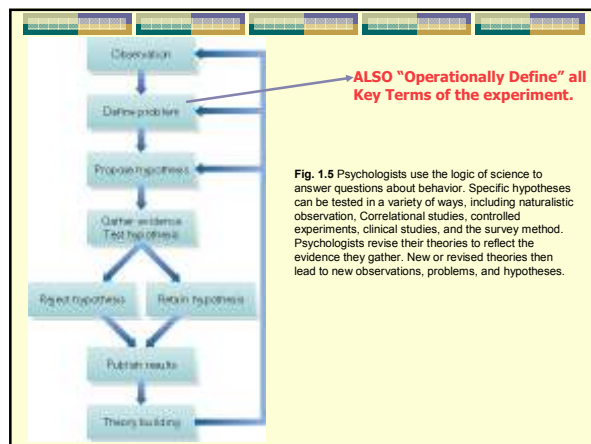 Observation
ALSO “Operationally Define” all
Key Terms of the experiment.
Define problem
Propose hypothesis
Gather evidence
Test hypothesis
Reject hypothesis
Retain hypothesis
Publish results
Theory building
Fig. 1.5 Psychologists use the logic of science to
answer questions about behavior. Specific hypotheses
can be tested in a variety of ways, including naturalistic
observation, Correlational studies, controlled
experiments, clinical studies, and the survey method.
Psychologists revise their theories to reflect the
evidence they gather. New or revised theories then
lead to new observations, problems, and hypotheses.